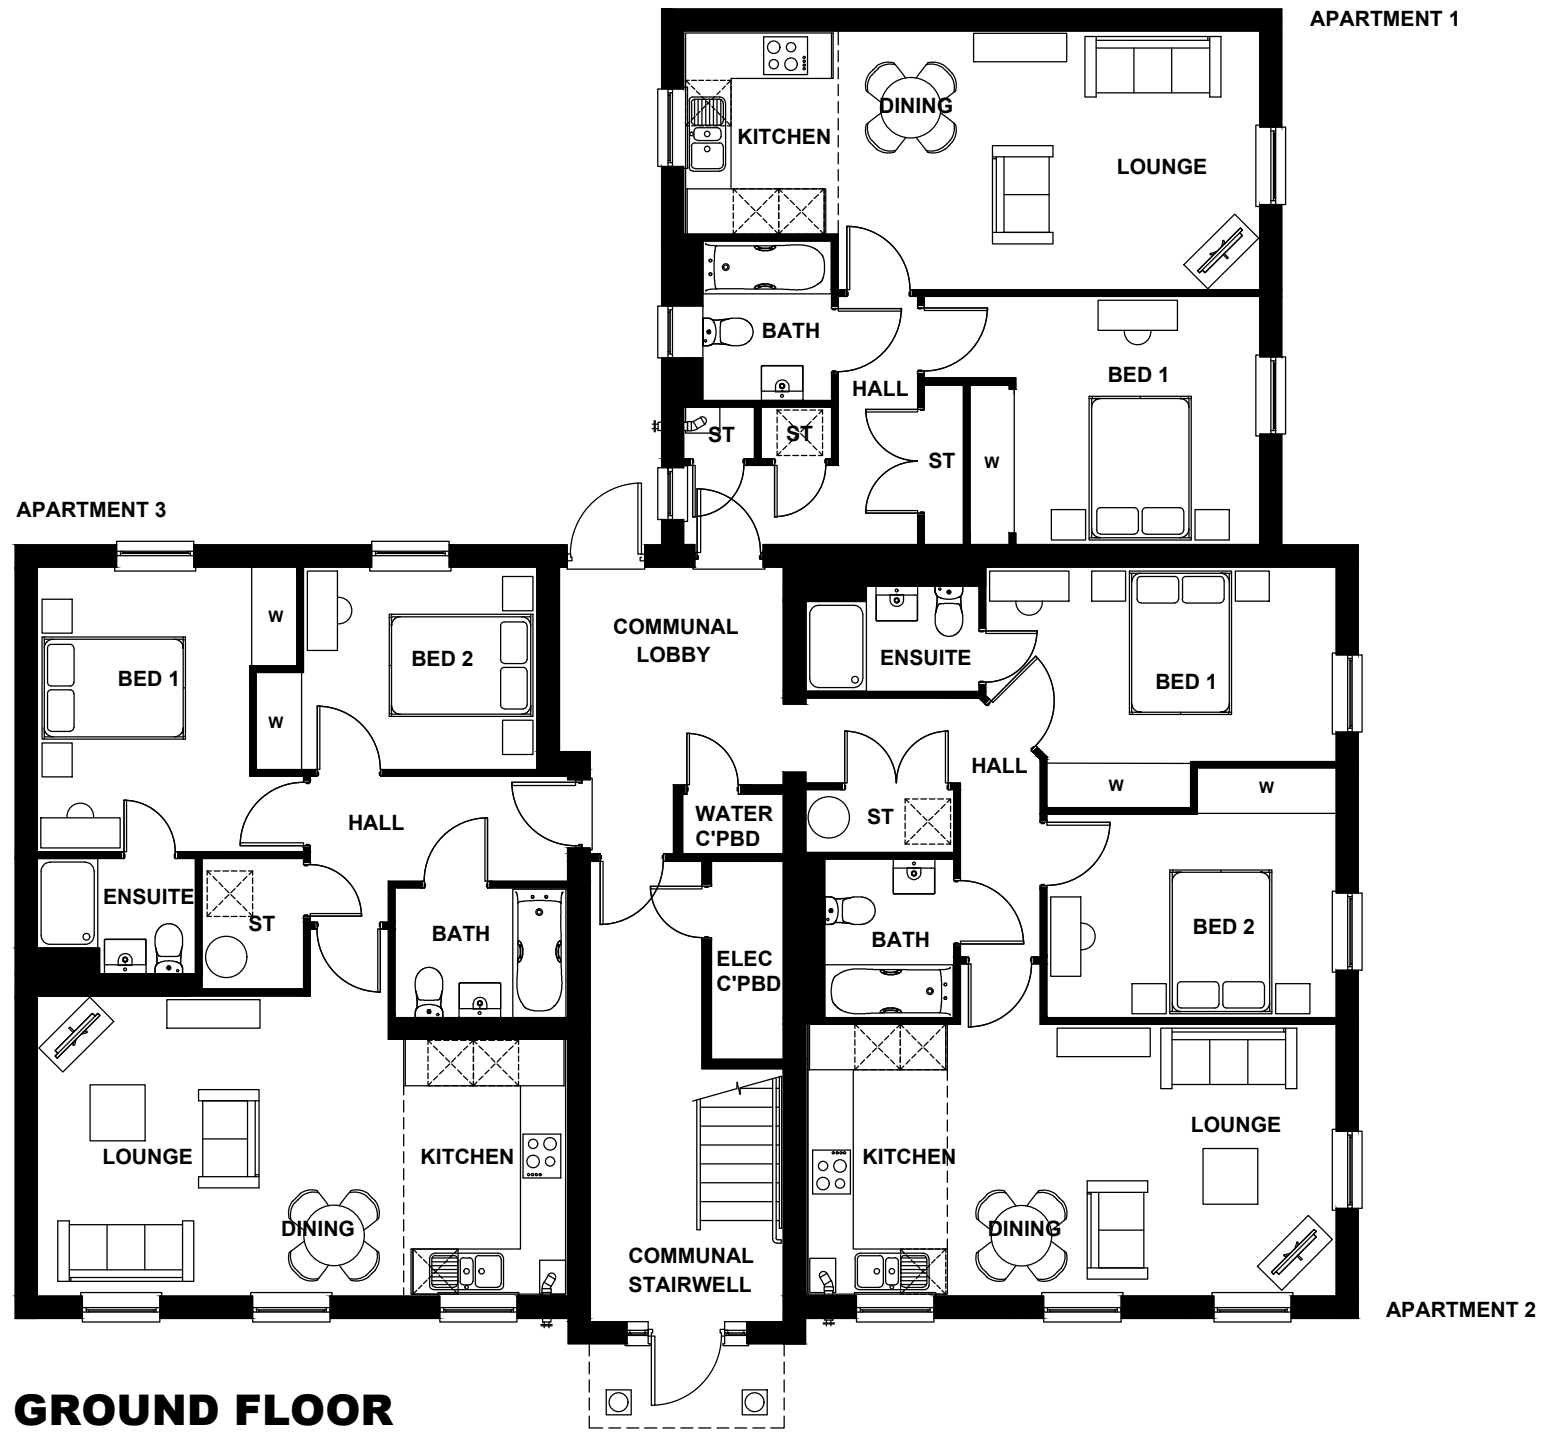 APARTMENT 1
KITCHEN
DINING
LOUNGE
BATH
HALL
BED 1
ST
ST
ST
W
APARTMENT 3
BED 1
W
W
BED 2
COMMUNAL
LOBBY
ENSUITE
BED 1
HALL
HALL
WATER
C'PBD
ST
W
W
ENSUITE
ST
BATH
ELEC
C'PBD
BATH
BED 2
LOUNGE
DINING
KITCHEN
COMMUNAL
STAIRWELL
KITCHEN
DINING
LOUNGE
APARTMENT 2
GROUND FLOOR